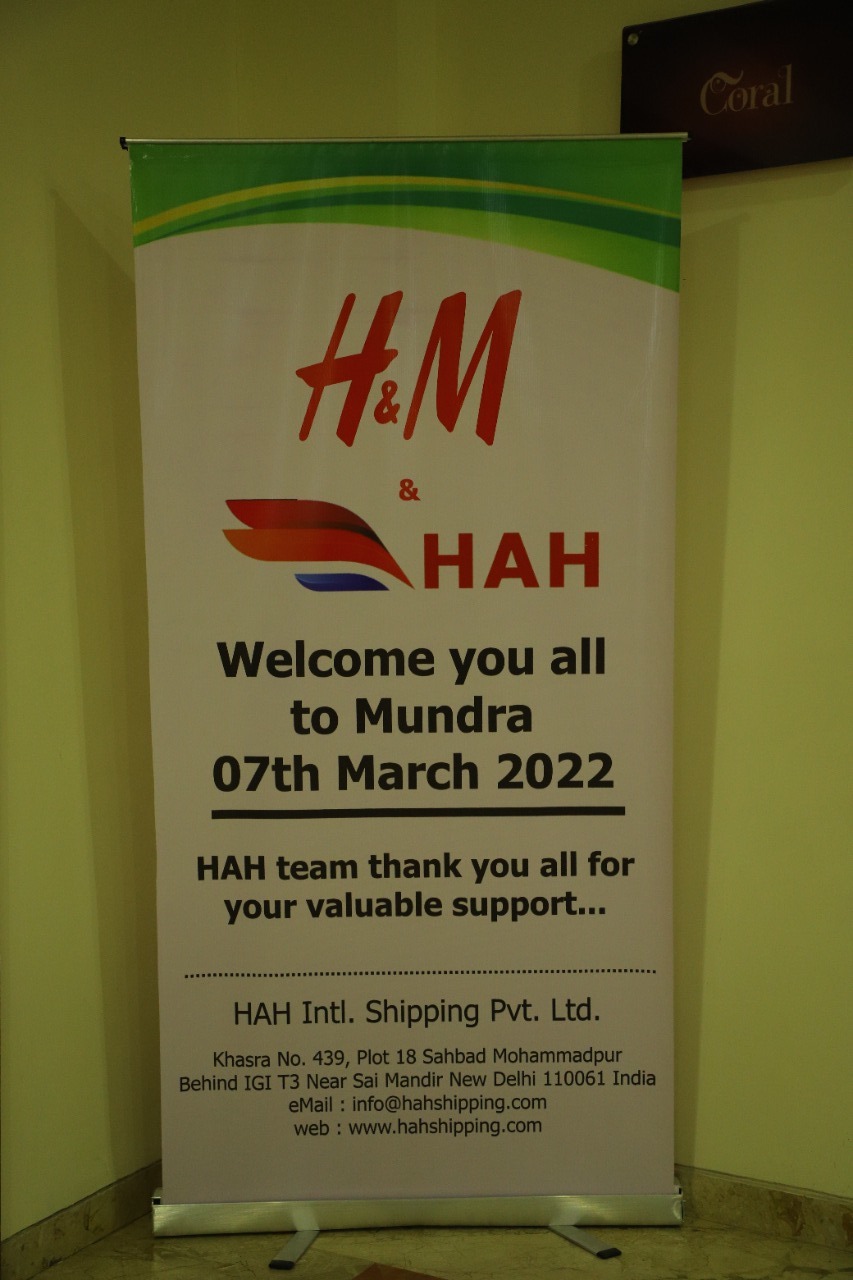 Coral
H&M
&
HAH
Welcome you all
to Mundra
07th March 2022
HAH team thank you all for
your valuable support...
HAH Intl. Shipping Pvt. Ltd.
Khasra No. 439, Plot 18 Sahbad Mohammadpur
Behind IGI T3 Near Sai Mandir New Delhi 110061 India
eMail : info@hahshipping.com
web : www.hahshipping.com